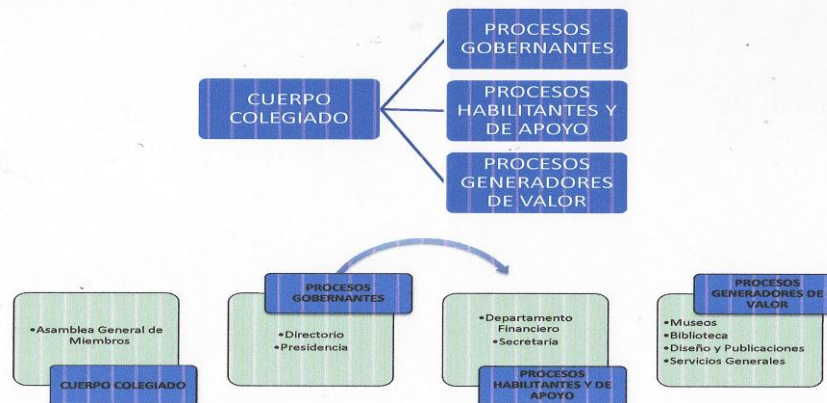 PROCESOS
GOBERNANTES
CUERPO
COLEGIADO
PROCESOS
HABILITANTES Y
DE APOYO
PROCESOS
GENERADORES
DE VALOR
•Asamblea General de
Miembros
CUERPO COLEGIADO
PROCESOS
GOBERNANTES
•Directorio
•Presidencia
•Departamento
Financiero
•Secretaría
PROCESOS
HABILITANTES Y DE
APOYO
PROCESOS
GENERADORES DE
VALOR
•Museos
•Biblioteca
•Diseño y Publicaciones
•Servicios Generales